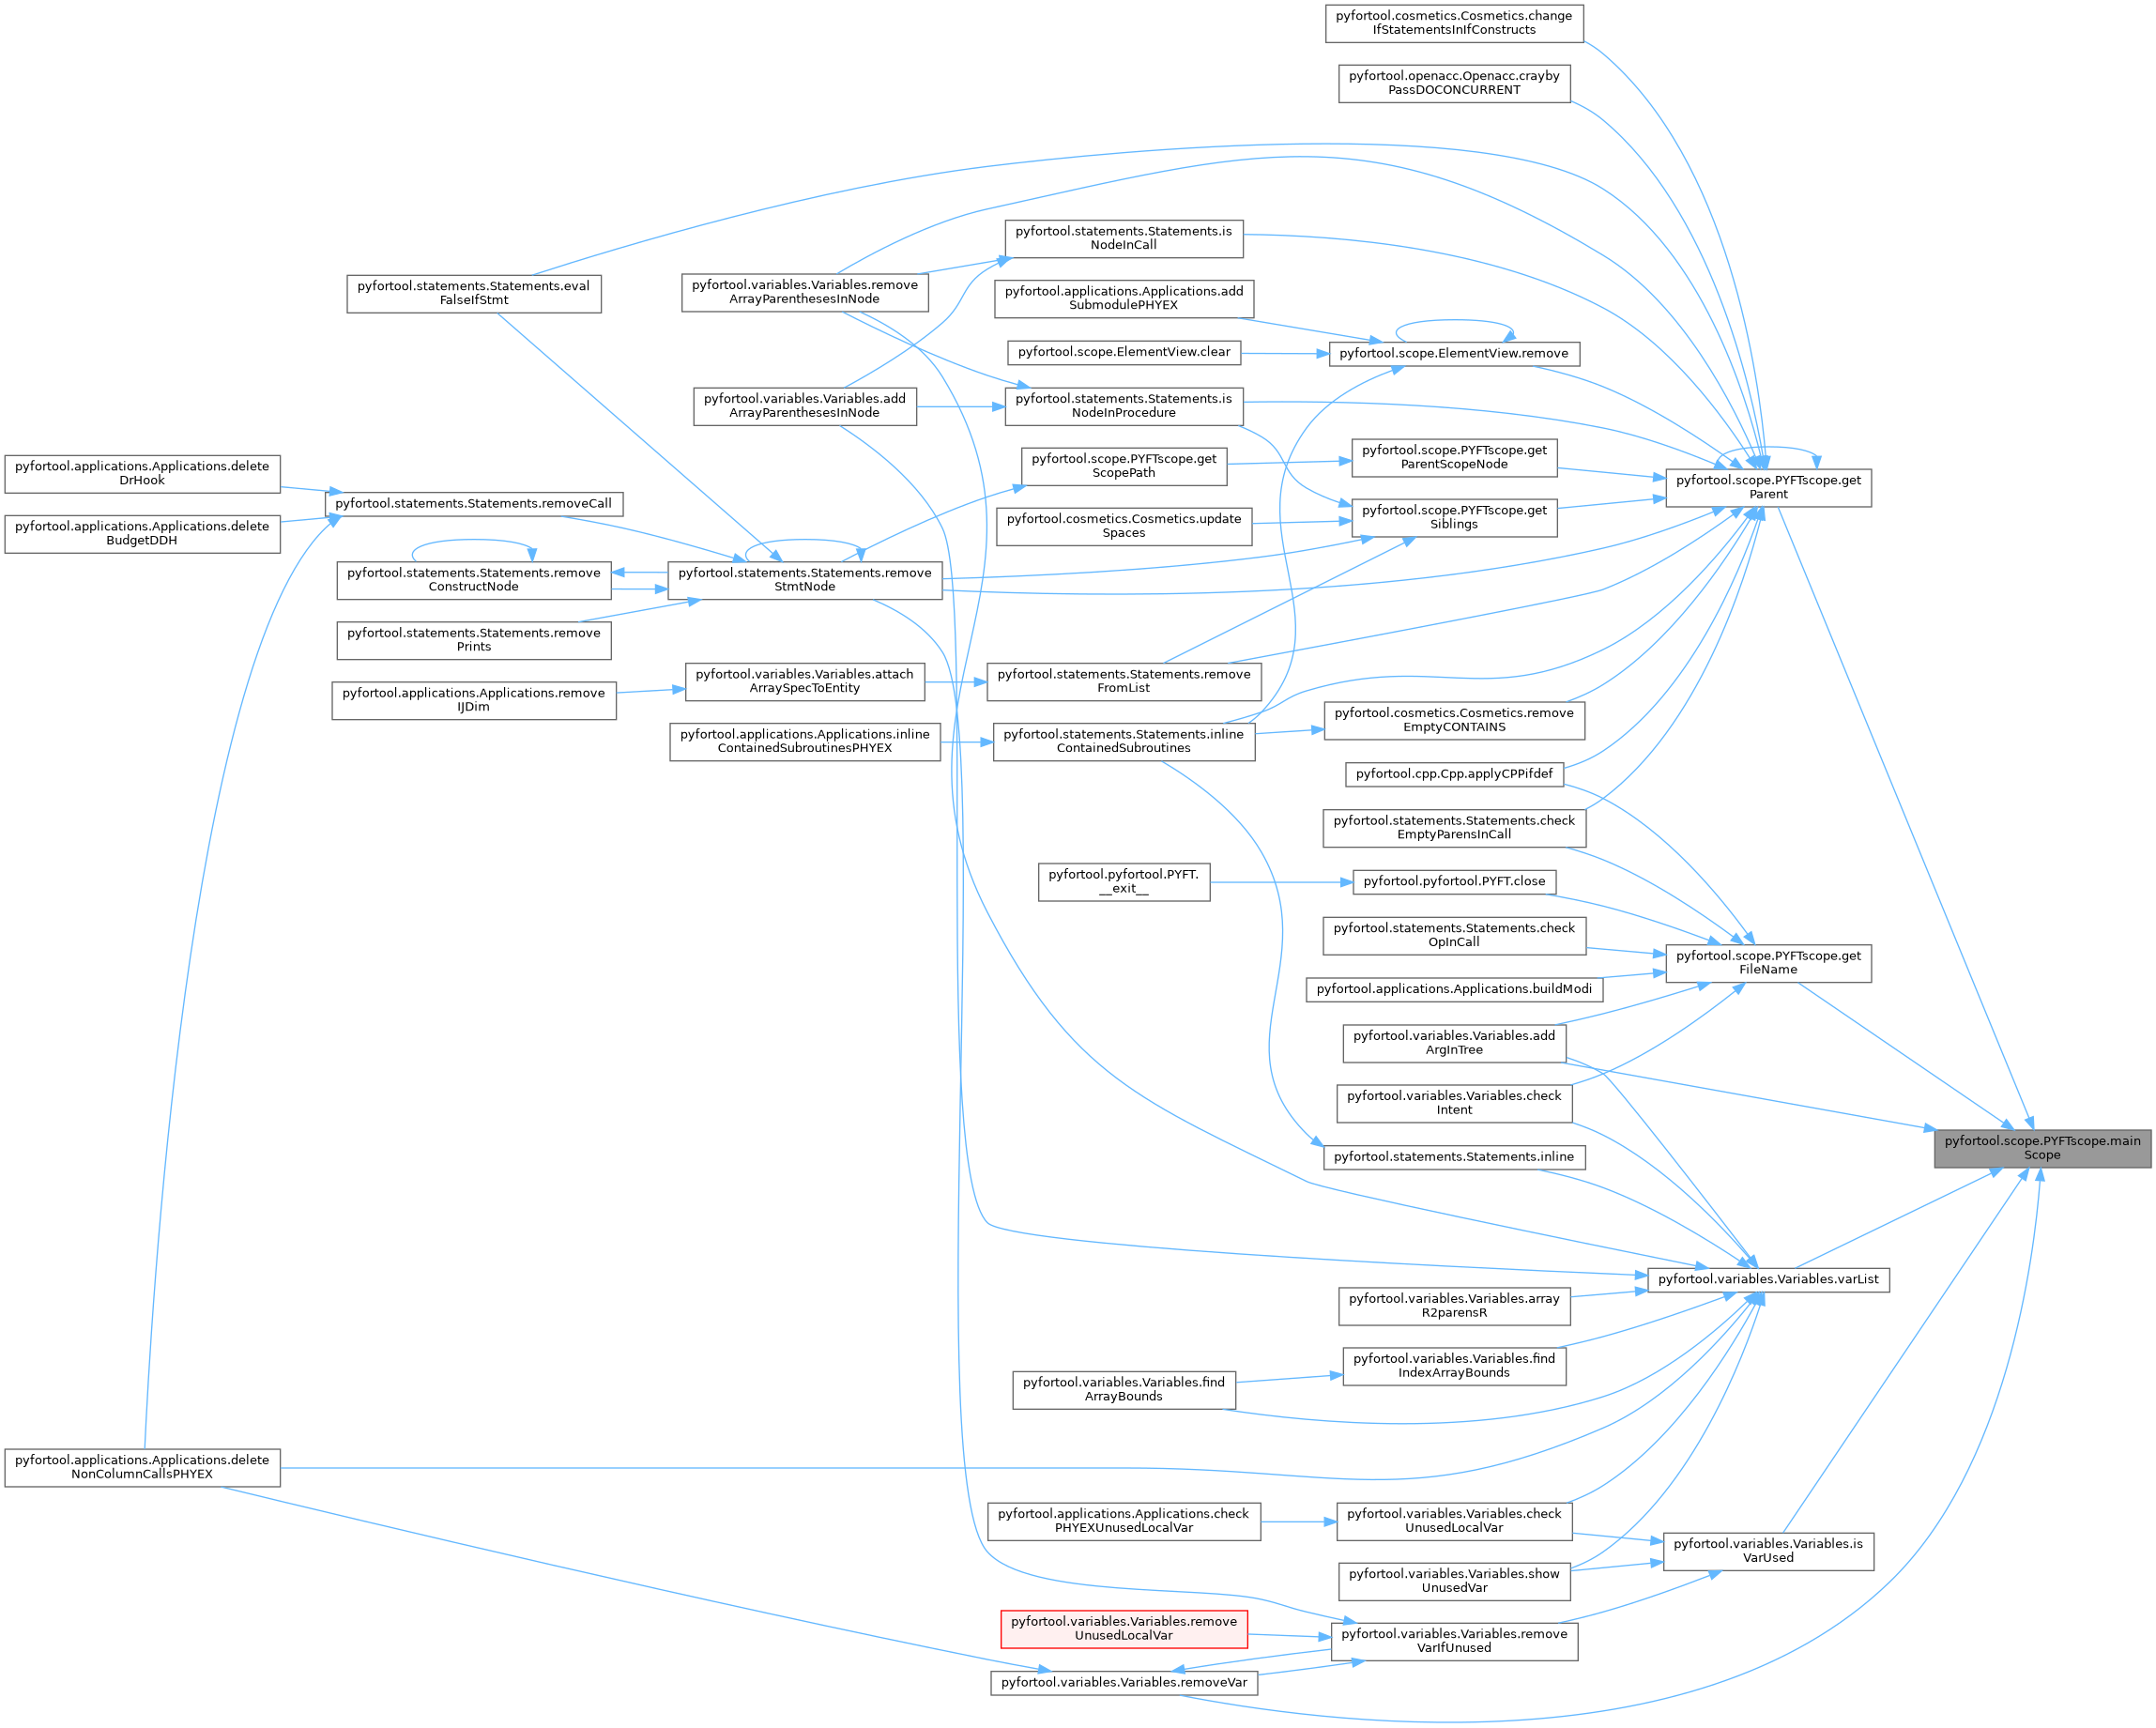 pyfortool.cosmetics.Cosmetics.change
IfStatementsInIfConstructs
pyfortool.openacc.Openacc.crayby
PassDOCONCURRENT
pyfortool.statements.Statements.is
NodeInCall
pyfortool.statements.Statements.eval
FalseIfStmt
pyfortool.variables.Variables.remove
ArrayParenthesesInNode
pyfortool.applications.Applications.add
SubmodulePHYEX
pyfortool.scope.ElementView.clear
pyfortool.scope.ElementView.remove
pyfortool.variables.Variables.add
ArrayParenthesesInNode
pyfortool.statements.Statements.is
NodeInProcedure
pyfortool.scope.PYFTscope.get
ScopePath
pyfortool.scope.PYFTscope.get
ParentScopeNode
pyfortool.applications.Applications.delete
DrHook
pyfortool.statements.Statements.removeCall
pyfortool.scope.PYFTscope.get
Parent
pyfortool.applications.Applications.delete
BudgetDDH
pyfortool.cosmetics.Cosmetics.update
Spaces
pyfortool.scope.PYFTscope.get
Siblings
pyfortool.statements.Statements.remove
ConstructNode
pyfortool.statements.Statements.remove
StmtNode
pyfortool.statements.Statements.remove
Prints
pyfortool.applications.Applications.remove
IJDim
pyfortool.variables.Variables.attach
ArraySpecToEntity
pyfortool.statements.Statements.remove
FromList
pyfortool.applications.Applications.inline
ContainedSubroutinesPHYEX
pyfortool.statements.Statements.inline
ContainedSubroutines
pyfortool.cosmetics.Cosmetics.remove
EmptyCONTAINS
pyfortool.cpp.Cpp.applyCPPifdef
pyfortool.statements.Statements.check
EmptyParensInCall
pyfortool.pyfortool.PYFT.
__exit__
pyfortool.pyfortool.PYFT.close
pyfortool.statements.Statements.check
OpInCall
pyfortool.scope.PYFTscope.get
FileName
pyfortool.applications.Applications.buildModi
pyfortool.variables.Variables.add
ArgInTree
pyfortool.variables.Variables.check
Intent
pyfortool.scope.PYFTscope.main
Scope
pyfortool.statements.Statements.inline
pyfortool.variables.Variables.varList
pyfortool.variables.Variables.array
R2parensR
pyfortool.variables.Variables.find
IndexArrayBounds
pyfortool.variables.Variables.find
ArrayBounds
pyfortool.applications.Applications.delete
NonColumnCallsPHYEX
pyfortool.applications.Applications.check
PHYEXUnusedLocalVar
pyfortool.variables.Variables.check
UnusedLocalVar
pyfortool.variables.Variables.is
VarUsed
pyfortool.variables.Variables.show
UnusedVar
pyfortool.variables.Variables.remove
UnusedLocalVar
pyfortool.variables.Variables.remove
VarIfUnused
pyfortool.variables.Variables.removeVar